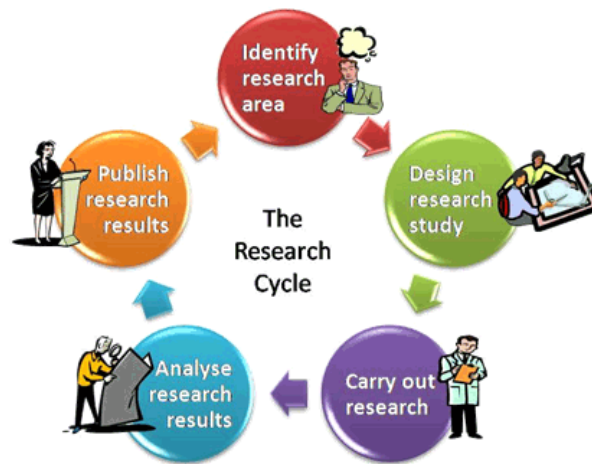 Identify
research
area
Design
research
study
Carry out
research
Analyse
research
results
Publish
research
results
The
Research
Cycle